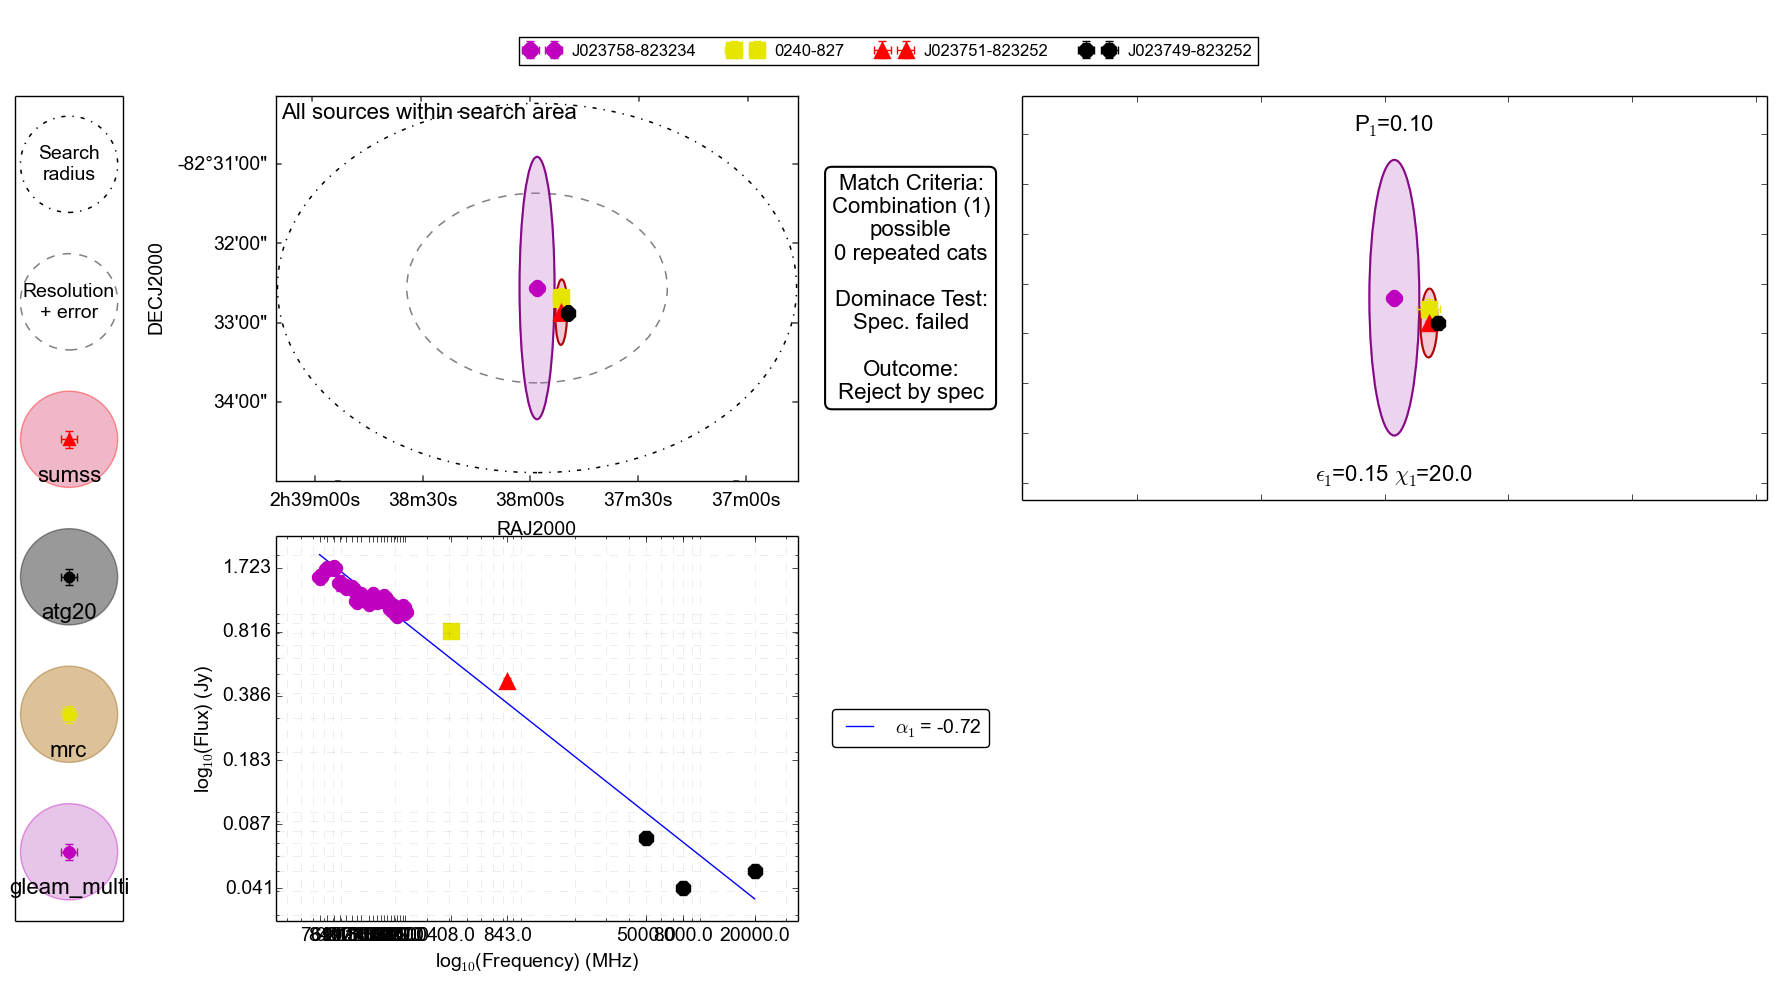 J023758-823234 0240-827 J023751-823252 J023749-823252
Search
radius
Resolution
+ error
sumss
atg20
mrc
gleam_multi
All sources within search area
DECJ2000
-82°31'00"
32'00"
33'00"
34'00"
2h39m00s 38m30s 38m00s 37m30s 37m00s
RAJ2000
Match Criteria:
Combination (1)
possible
0 repeated cats
Dominace Test:
Spec. failed
Outcome:
Reject by spec
P₁=0.10
ϵ₁=0.15 χ₁=20.0
log₁₀(Flux) (Jy)
1.723
0.816
0.386
0.183
0.087
0.041
408.0 843.0 5000.0 8000.0 20000.0
log₁₀(Frequency) (MHz)
α₁ = -0.72